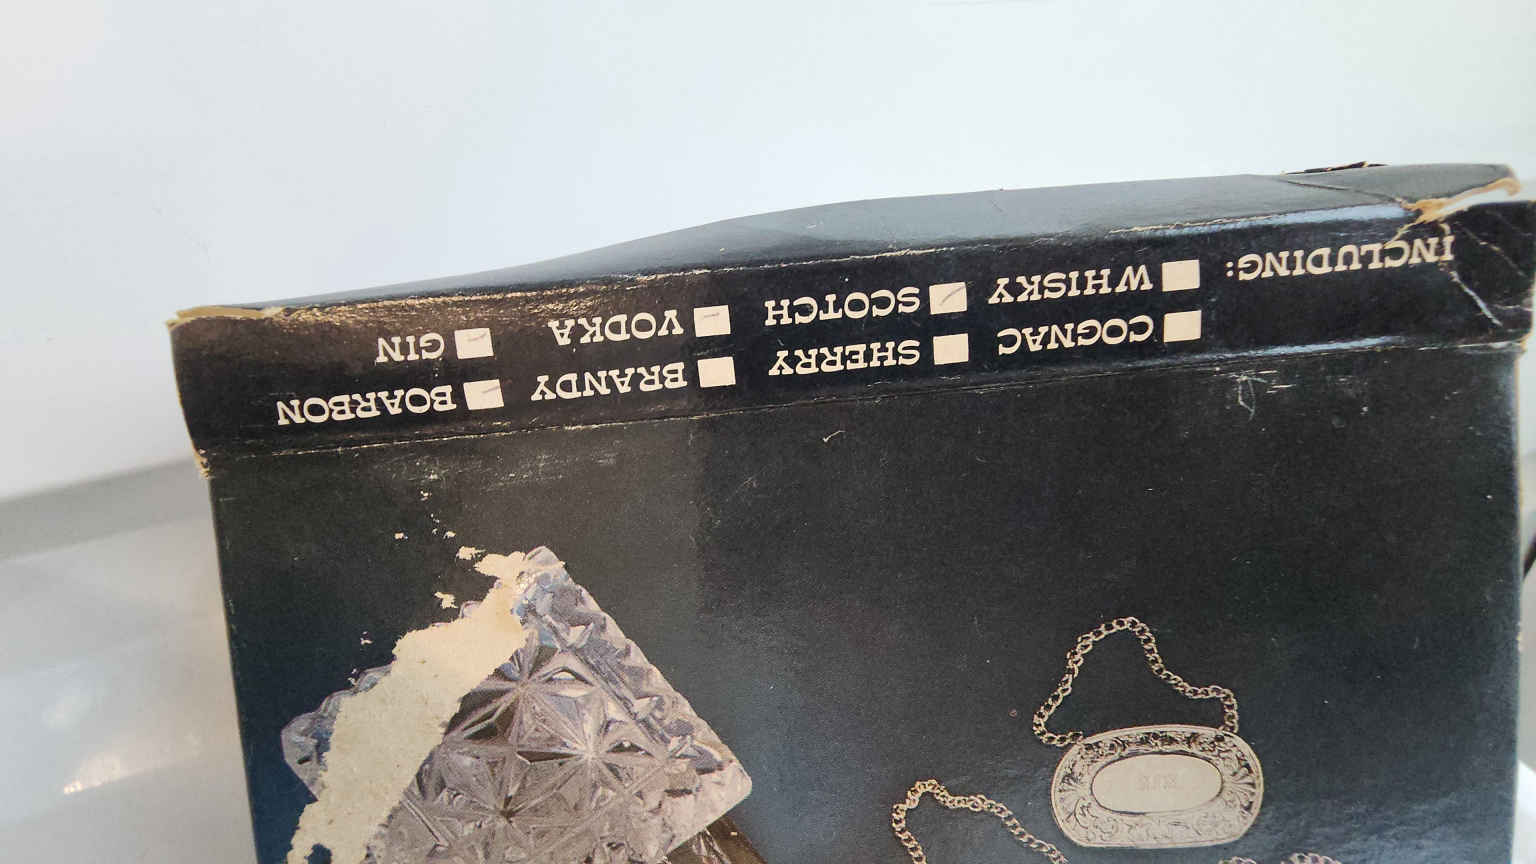 INCLUDING:
COGNAC SHERRY BRANDY BOARBON
WHISKY SCOTCH VODKA GIN